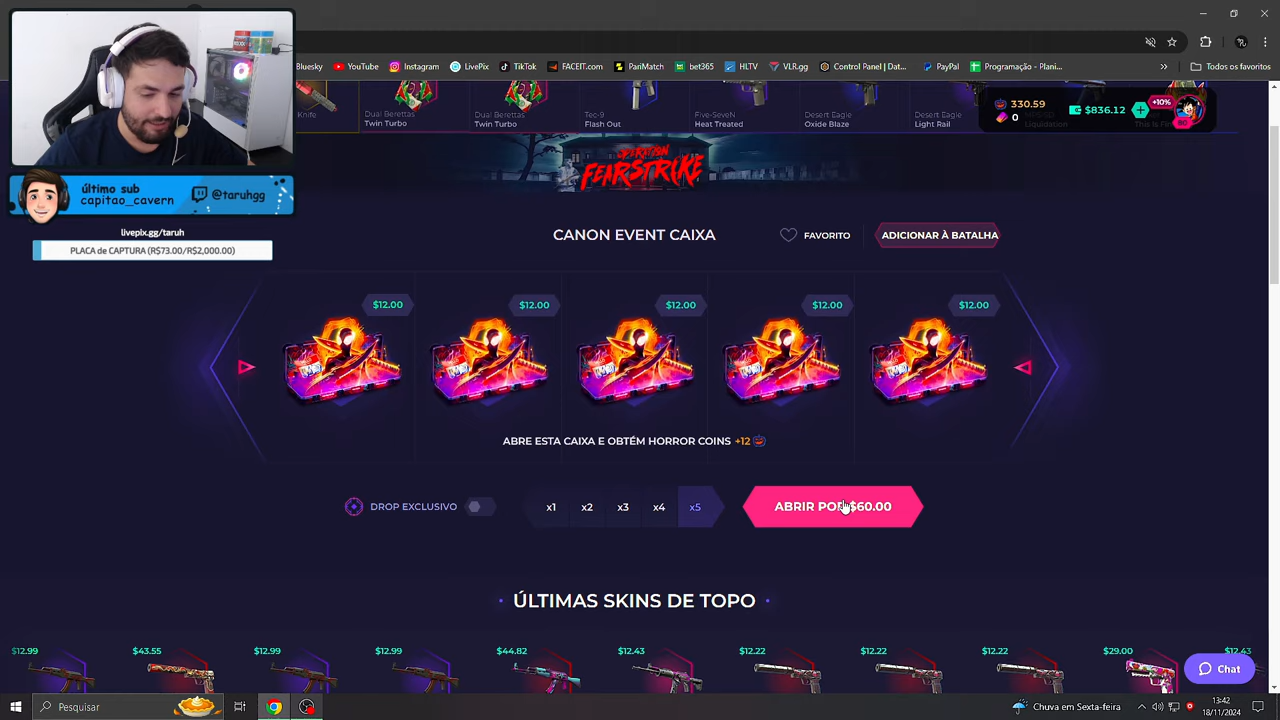 Bluesky YouTube Instagram LivePix TikTok FACEIT.com PariMatch bet365 HLTV VLR.gg Control Panel | Dat... PayPal Programação - Plani... » Todos os favoritos
Knife
Dual Berettas
Twin Turbo
Dual Berettas
Twin Turbo
Tec-9
Flash Out
Five-SeveN
Heat Treated
Desert Eagle
Oxide Blaze
Desert Eagle
Light Rail
330.59
0
$836.12
+10%
80
OPERATION
FEARSTRIKE
último sub
capitao_cavern
@taruhgg
livepix.gg/taruh
PLACA de CAPTURA (R$73.00/R$2,000.00)
CANON EVENT CAIXA
FAVORITO
ADICIONAR À BATALHA
$12.00 $12.00 $12.00 $12.00 $12.00
ABRE ESTA CAIXA E OBTÉM HORROR COINS +12
DROP EXCLUSIVO
x1 x2 x3 x4 x5
ABRIR POR $60.00
ÚLTIMAS SKINS DE TOPO
$12.99 $43.55 $12.99 $12.99 $44.82 $12.43 $12.22 $12.22 $12.22 $29.00 $12.43
Chat
Pesquisar
Chuva em Sexta-feira
13:42
18/11/2024